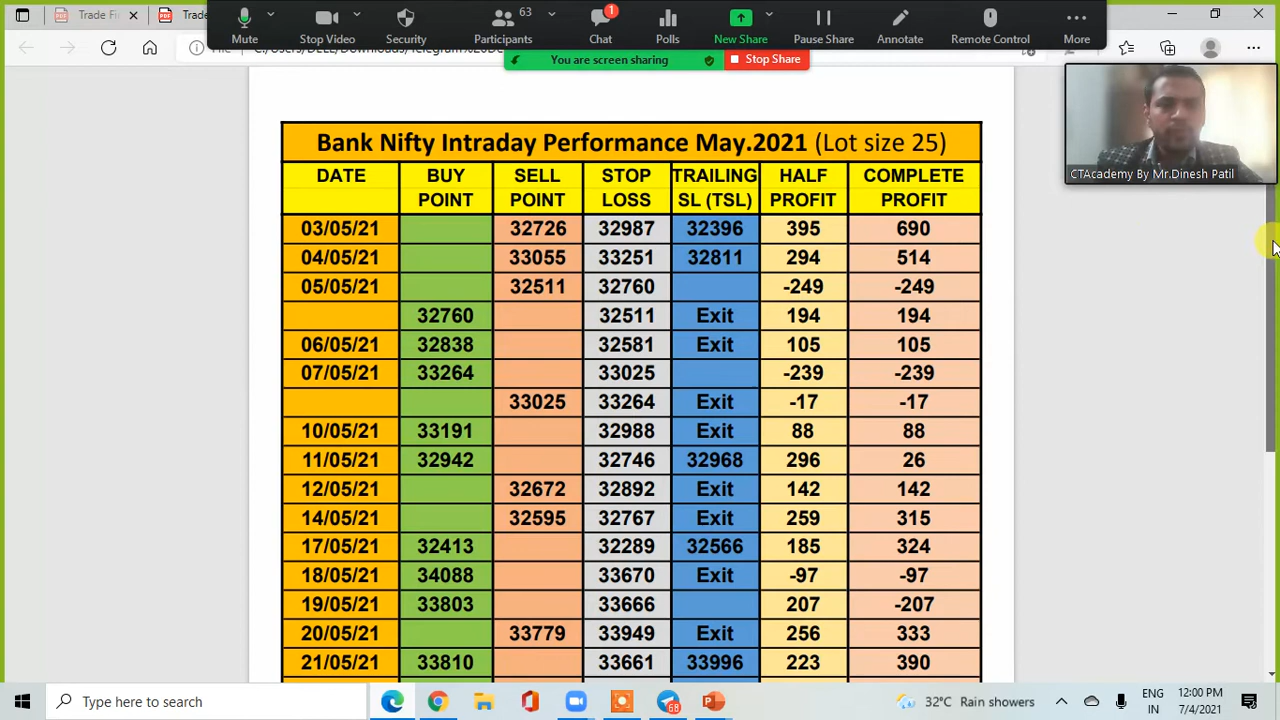 Trade
Trade
63
1
Mute
Stop Video
Security
Participants
Chat
Polls
New Share
Pause Share
Annotate
Remote Control
More
You are screen sharing
Stop Share
CTAcademy By Mr.Dinesh Patil
Bank Nifty Intraday Performance May.2021 (Lot size 25)
DATE BUY POINT SELL POINT STOP LOSS TRAILING SL (TSL) HALF PROFIT COMPLETE PROFIT
03/05/21 32726 32987 32396 395 690
04/05/21 33055 33251 32811 294 514
05/05/21 32511 32760 -249 -249
32760 32511 Exit 194 194
06/05/21 32838 32581 Exit 105 105
07/05/21 33264 33025 -239 -239
33025 33264 Exit -17 -17
10/05/21 33191 32988 Exit 88 88
11/05/21 32942 32746 32968 296 26
12/05/21 32672 32892 Exit 142 142
14/05/21 32595 32767 Exit 259 315
17/05/21 32413 32289 32566 185 324
18/05/21 34088 33670 Exit -97 -97
19/05/21 33803 33666 207 -207
20/05/21 33779 33949 Exit 256 333
21/05/21 33810 33661 33996 223 390
Type here to search
68
32°C Rain showers
ENG
IN
12:00 PM
7/4/2021